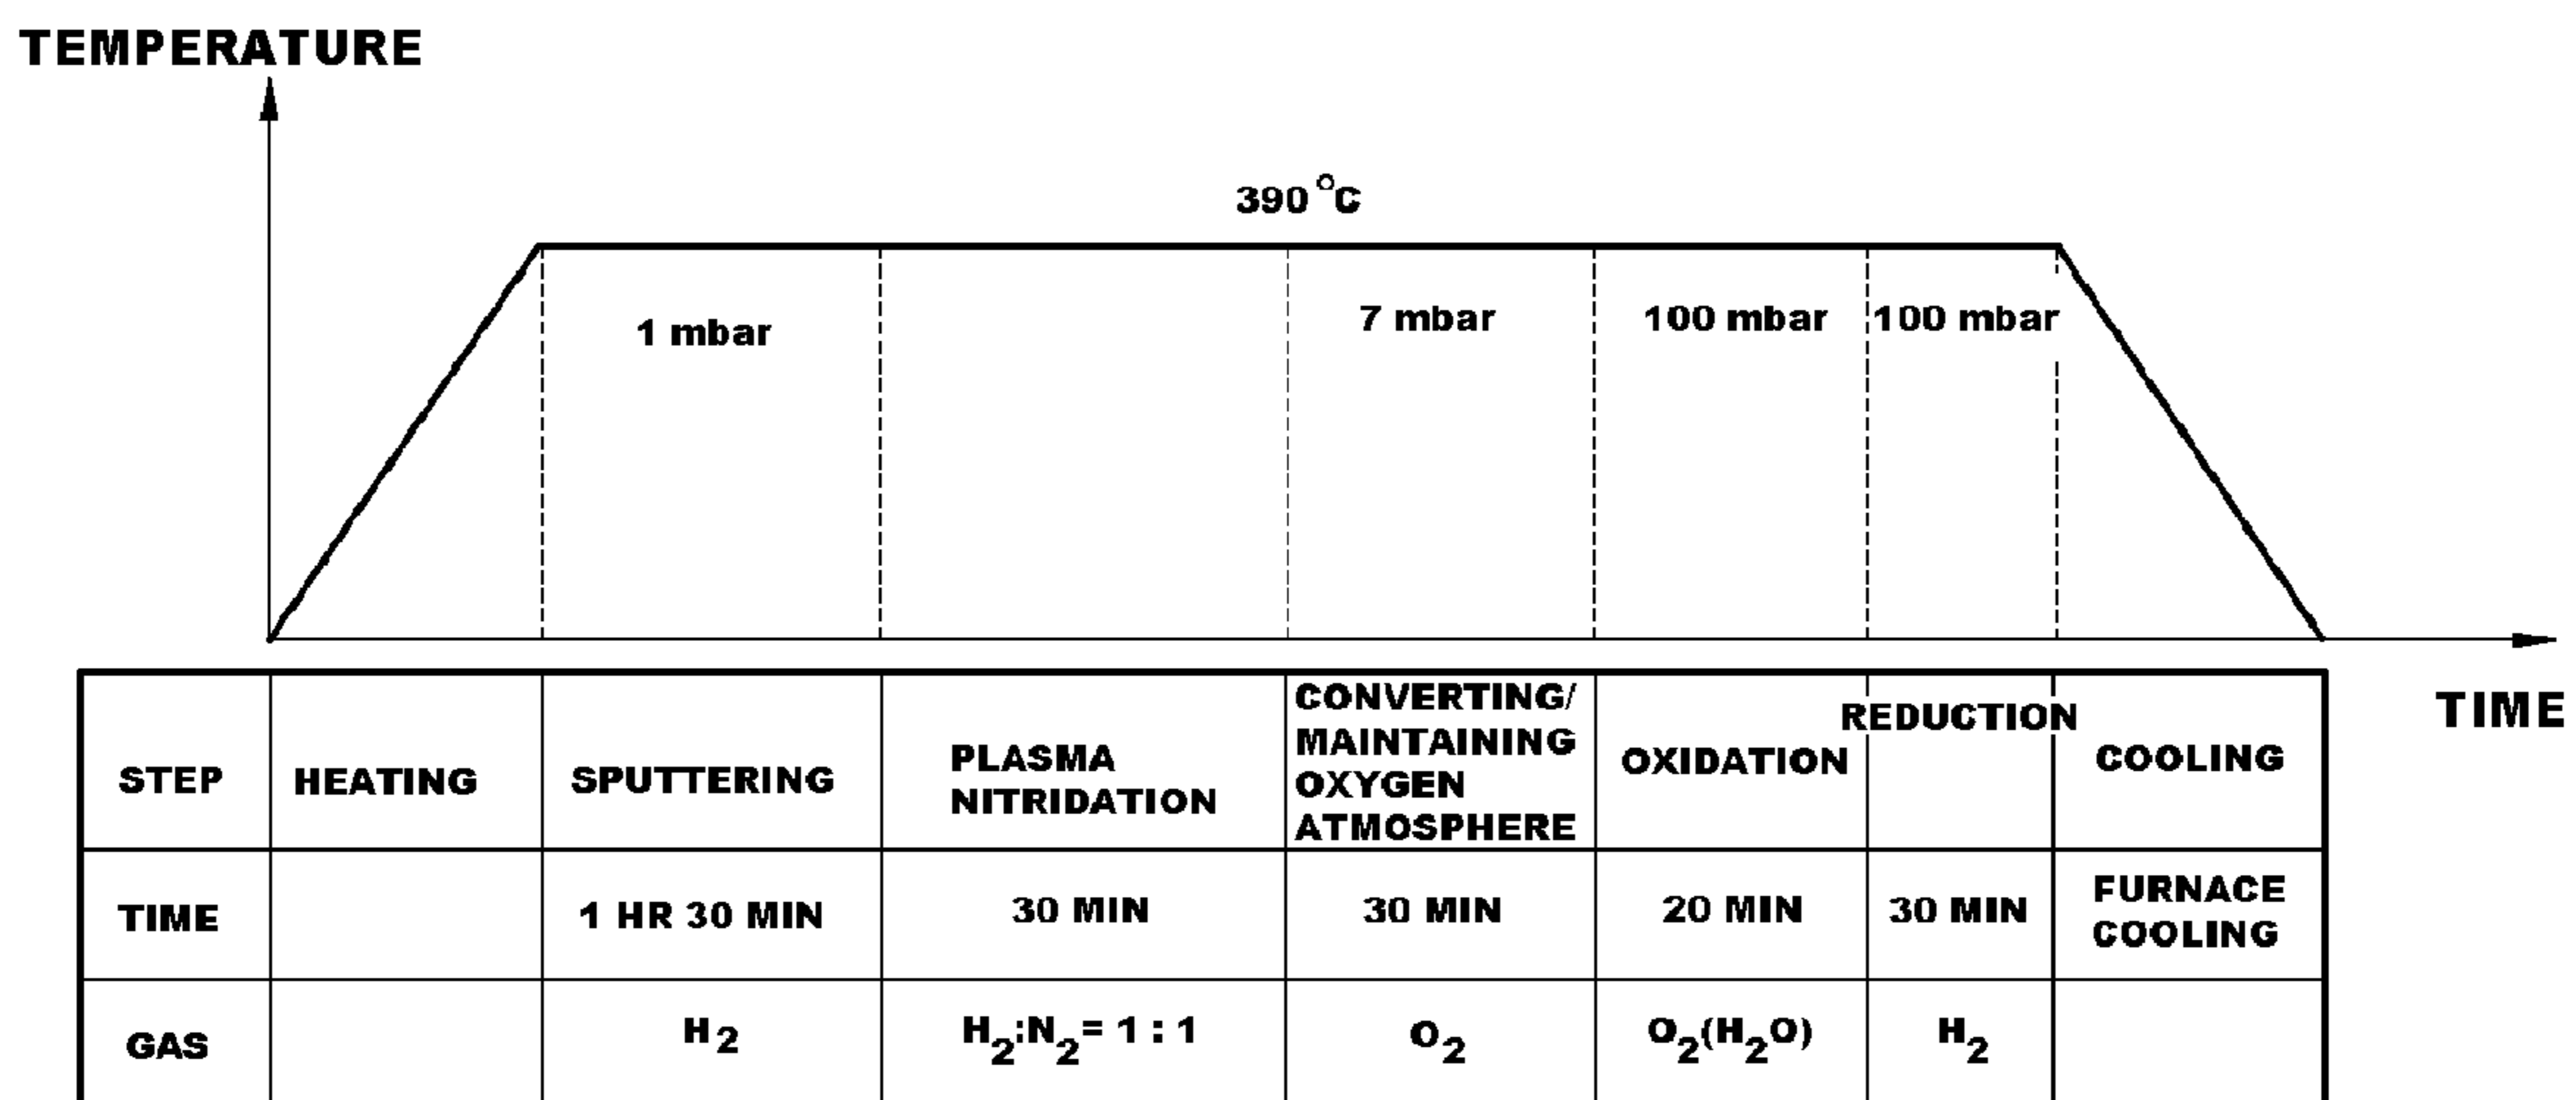 TEMPERATURE
390 °C
1 mbar
7 mbar
100 mbar
100 mbar
TIME
STEP
HEATING
SPUTTERING
PLASMA
NITRIDATION
CONVERTING/
MAINTAINING
OXYGEN
ATMOSPHERE
OXIDATION
REDUCTION
COOLING
TIME
1 HR 30 MIN
30 MIN
30 MIN
20 MIN
30 MIN
FURNACE
COOLING
GAS
H2
H2:N2= 1 : 1
O2
O2(H2O)
H2